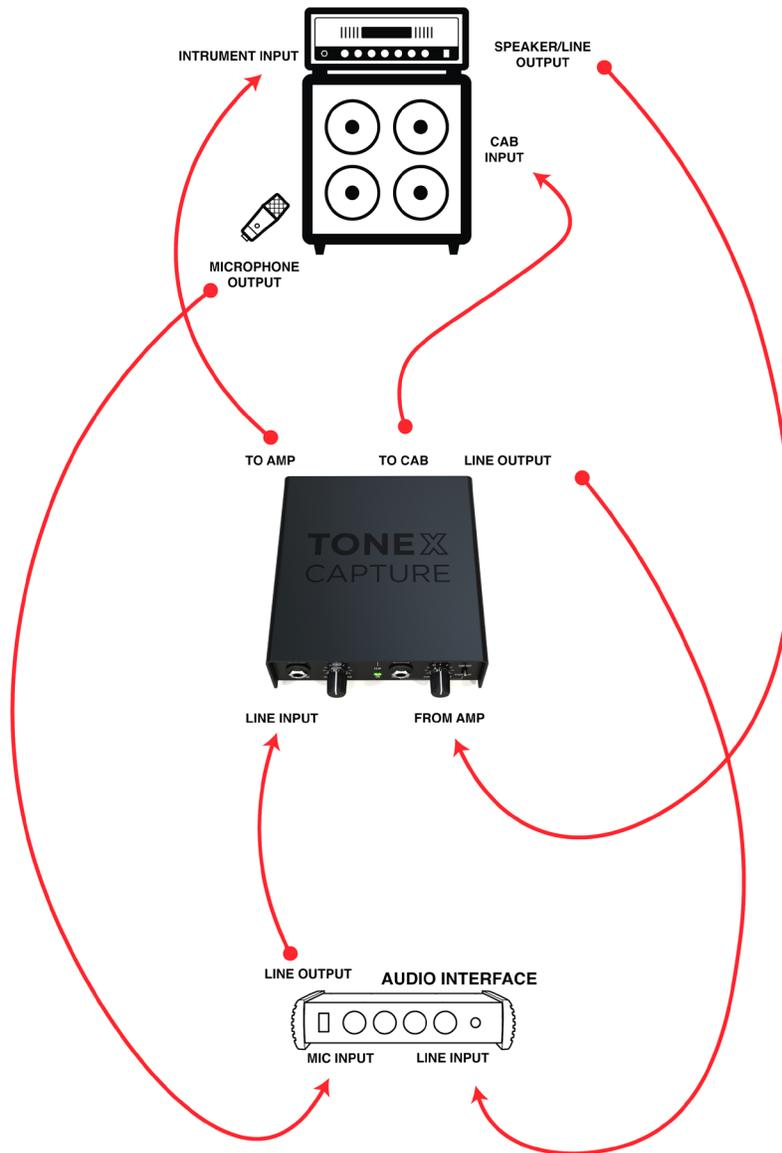 INTRUMENT INPUT
SPEAKER/LINE
OUTPUT
CAB
INPUT
MICROPHONE
OUTPUT
TO AMP
TO CAB
LINE OUTPUT
TONEX
CAPTURE
LINE INPUT
FROM AMP
LINE OUTPUT
AUDIO INTERFACE
MIC INPUT
LINE INPUT